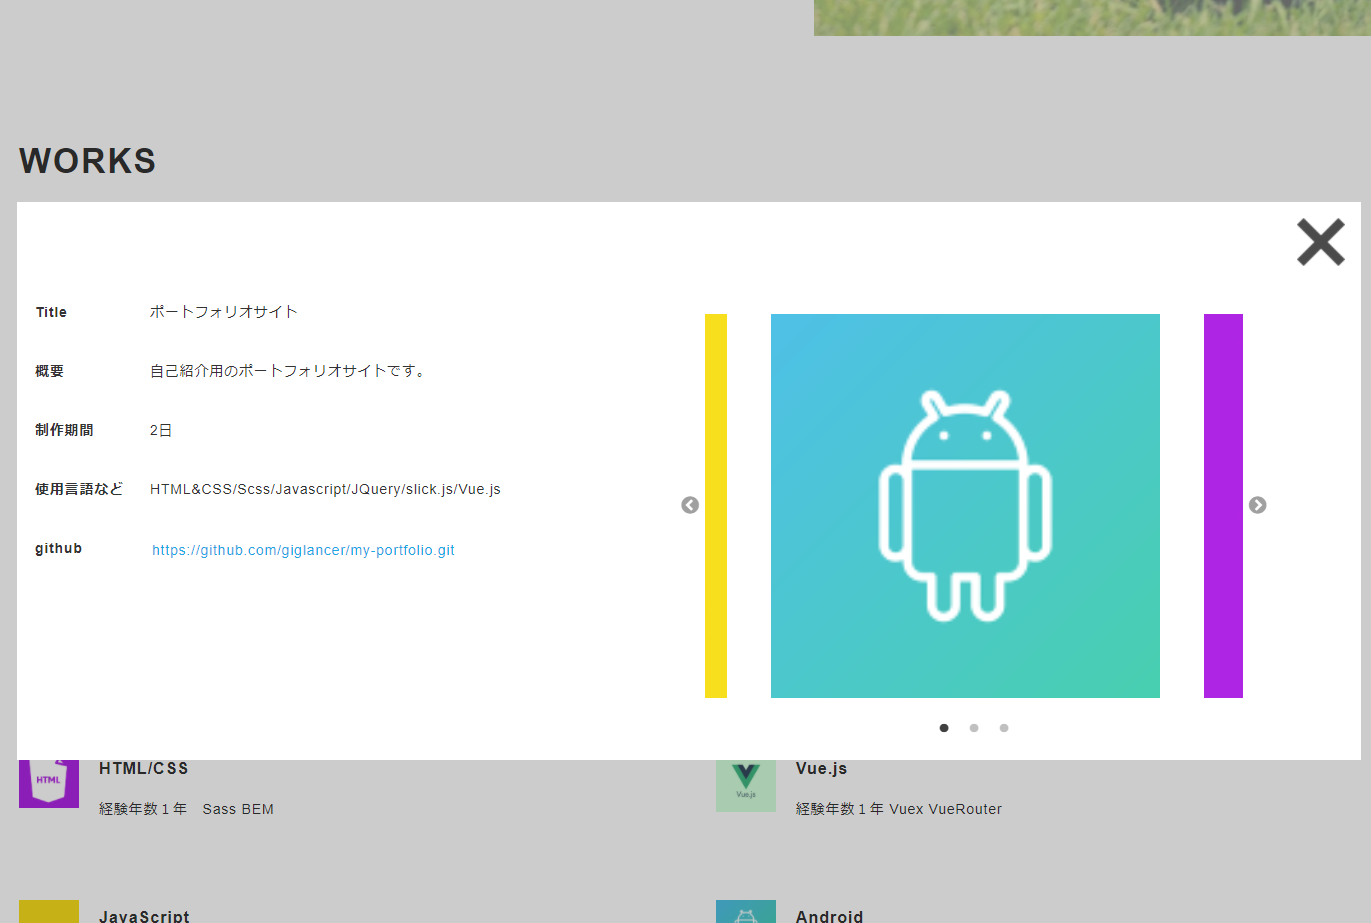 WORKS
Title ポートフォリオサイト
概要 自己紹介用のポートフォリオサイトです。
制作期間 2日
使用言語など HTML&CSS/Scss/Javascript/JQuery/slick.js/Vue.js
github https://github.com/giglancer/my-portfolio.git
HTML
HTML/CSS
経験年数１年　Sass BEM
Vue.js
Vue.js
経験年数１年 Vuex VueRouter
JavaScript
Android